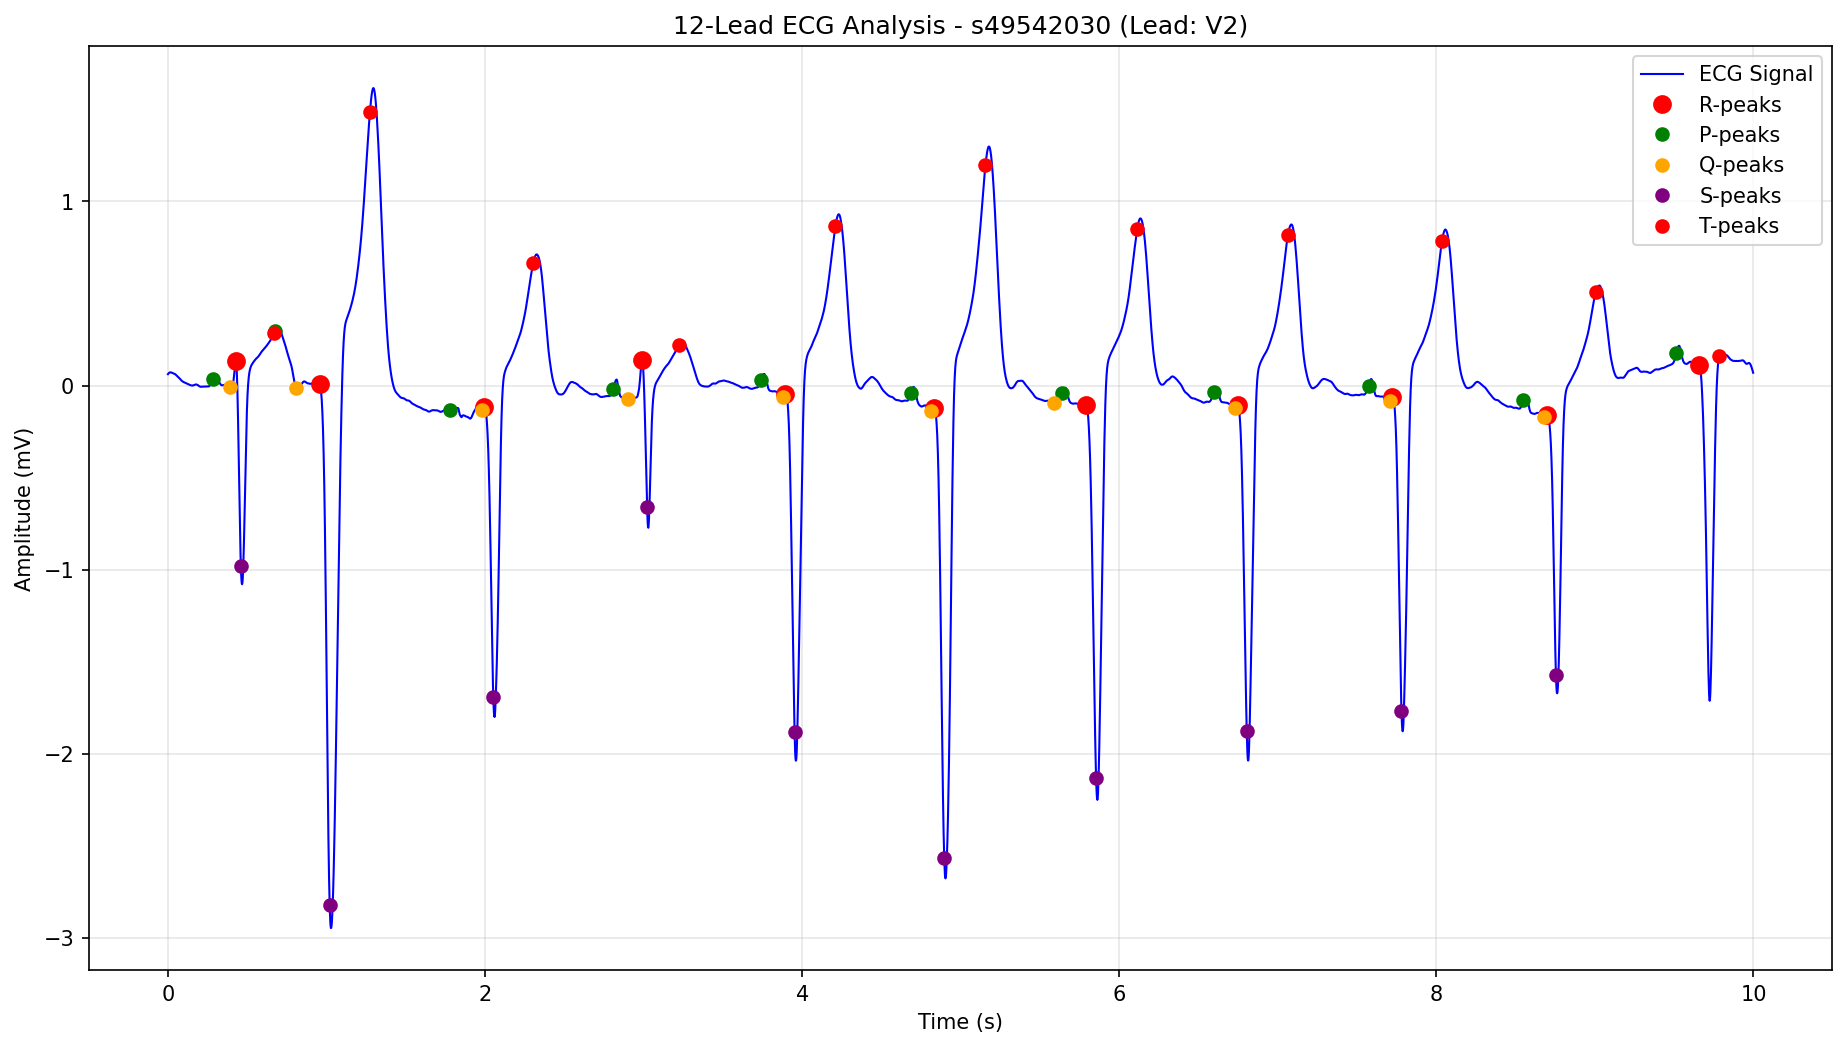 12-Lead ECG Analysis - s49542030 (Lead: V2)
ECG Signal
R-peaks
P-peaks
Q-peaks
S-peaks
T-peaks
Amplitude (mV)
1
0
−1
−2
−3
0
2
4
6
8
10
Time (s)